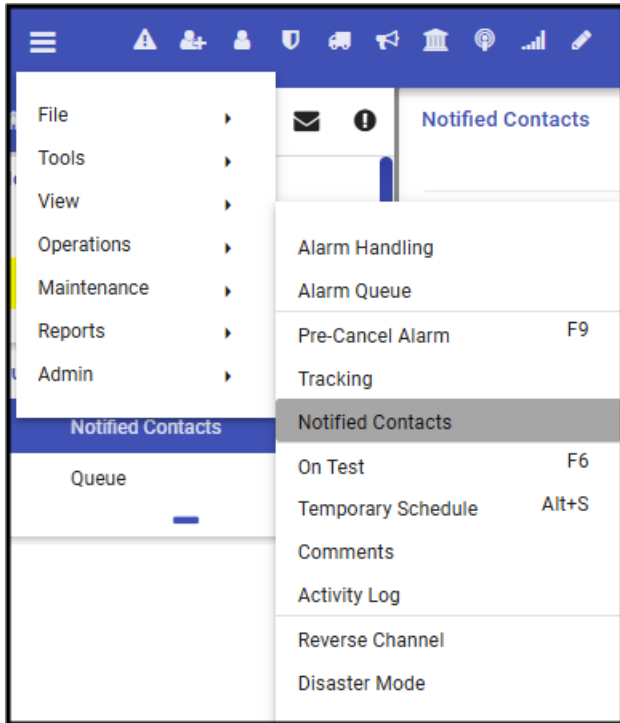 Notified Contacts
File
Tools
View
Operations
Maintenance
Reports
Admin
Notified Contacts
Queue
Alarm Handling
Alarm Queue
Pre-Cancel Alarm F9
Tracking
Notified Contacts
On Test F6
Temporary Schedule Alt+S
Comments
Activity Log
Reverse Channel
Disaster Mode